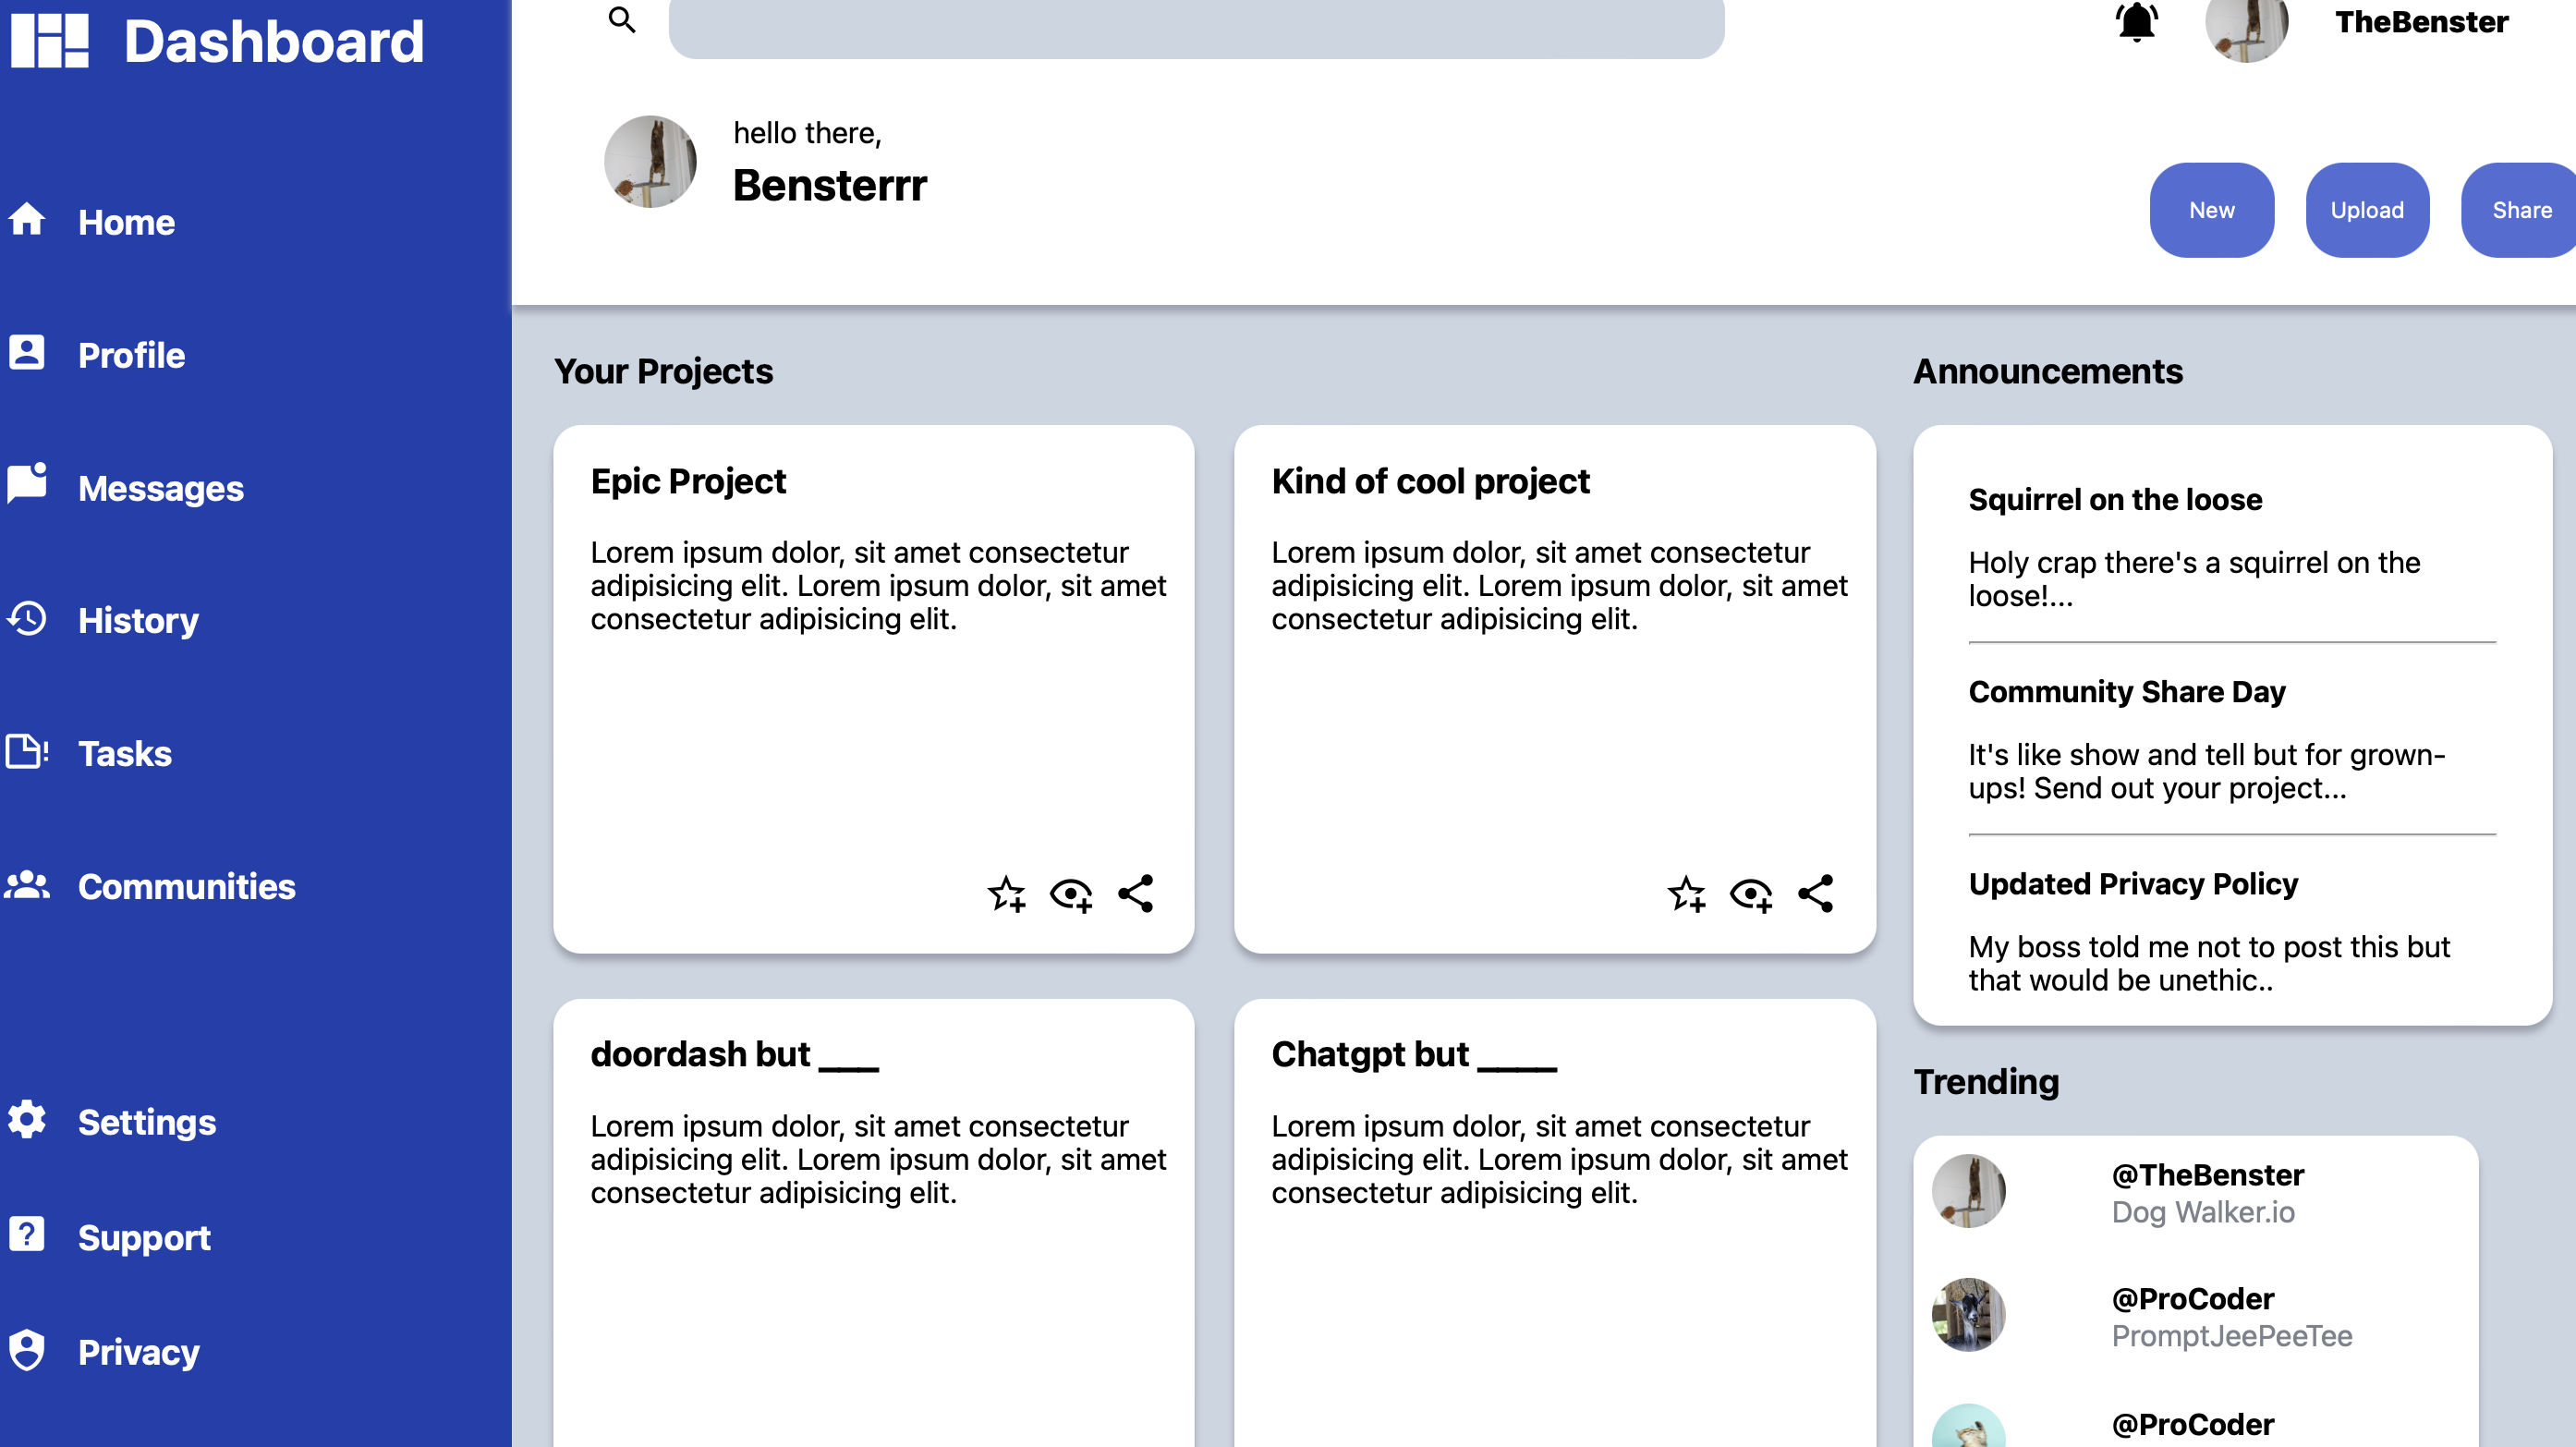 Dashboard
Home
Profile
Messages
History
Tasks
Communities
Settings
Support
Privacy
TheBenster
hello there,
Bensterrr
New
Upload
Share
Your Projects
Epic Project
Lorem ipsum dolor, sit amet consectetur
adipisicing elit. Lorem ipsum dolor, sit amet
consectetur adipisicing elit.
Kind of cool project
Lorem ipsum dolor, sit amet consectetur
adipisicing elit. Lorem ipsum dolor, sit amet
consectetur adipisicing elit.
doordash but ___
Lorem ipsum dolor, sit amet consectetur
adipisicing elit. Lorem ipsum dolor, sit amet
consectetur adipisicing elit.
Chatgpt but ____
Lorem ipsum dolor, sit amet consectetur
adipisicing elit. Lorem ipsum dolor, sit amet
consectetur adipisicing elit.
Announcements
Squirrel on the loose
Holy crap there's a squirrel on the
loose!...
Community Share Day
It's like show and tell but for grown-
ups! Send out your project...
Updated Privacy Policy
My boss told me not to post this but
that would be unethic..
Trending
@TheBenster
Dog Walker.io
@ProCoder
PromptJeePeeTee
@ProCoder